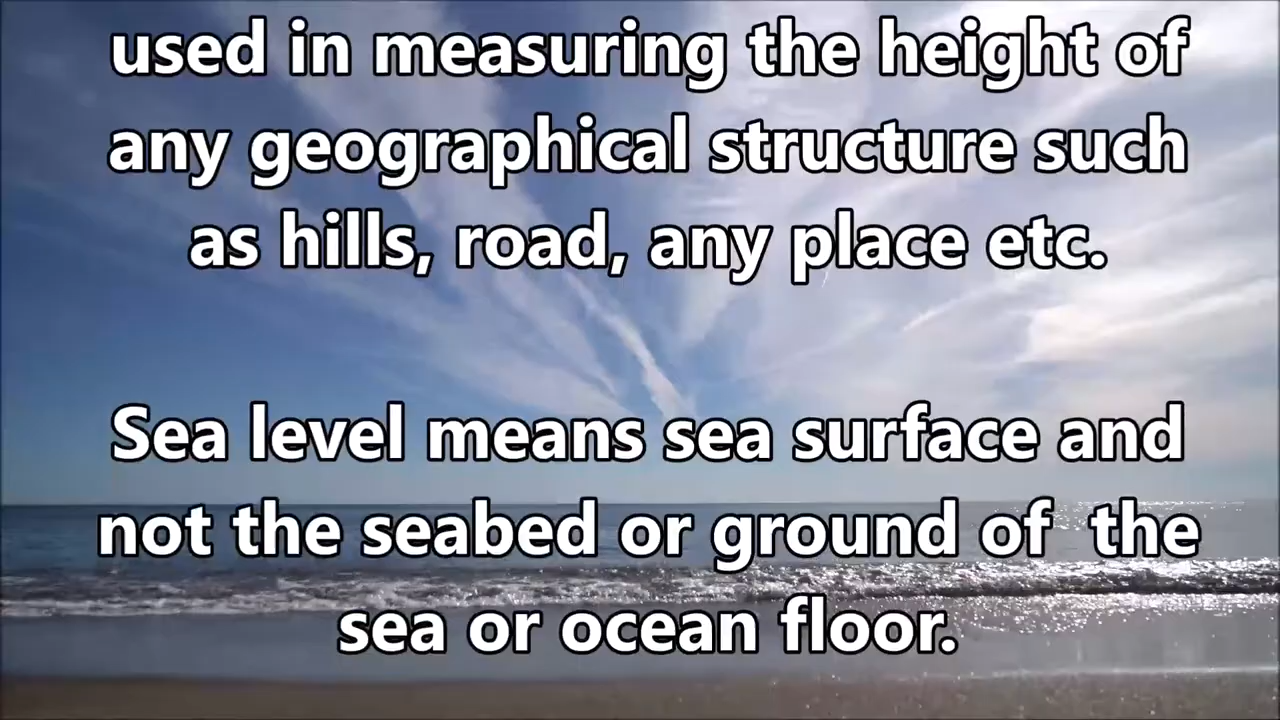 used in measuring the height of
any geographical structure such
as hills, road, any place etc.
Sea level means sea surface and
not the seabed or ground of  the
sea or ocean floor.